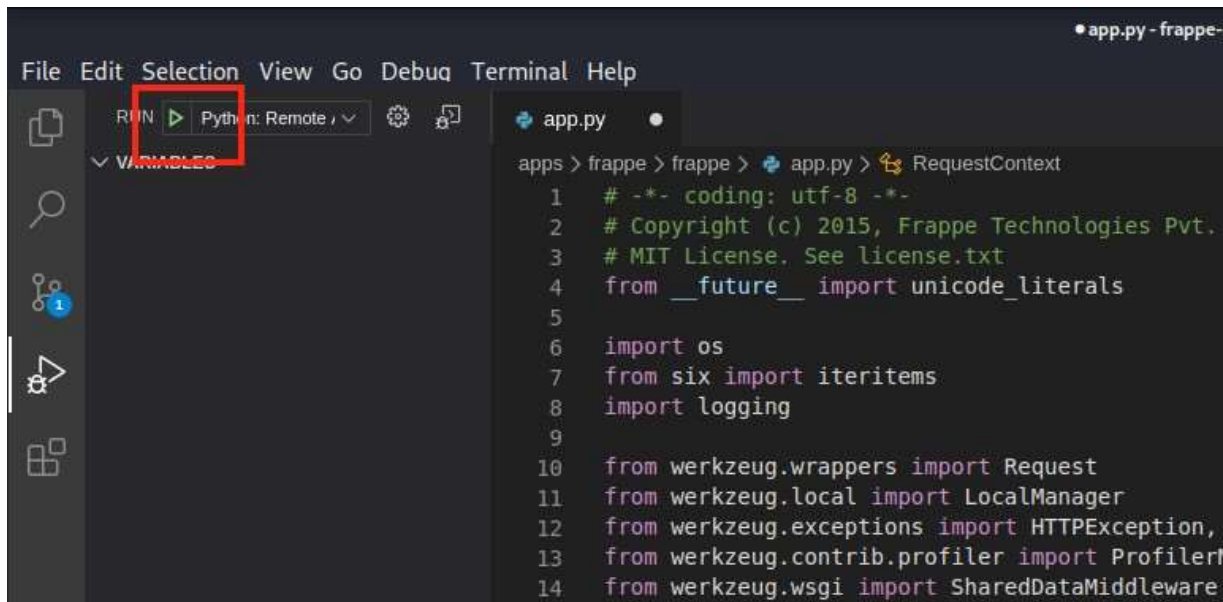 app.py - frappe-
File Edit Selection View Go Debug Terminal Help
RUN Python: Remote
app.py
VARIABLES
apps > frappe > frappe > app.py > RequestContext
1 # -*- coding: utf-8 -*-
2 # Copyright (c) 2015, Frappe Technologies Pvt.
3 # MIT License. See license.txt
4 from __future__ import unicode_literals
5
6 import os
7 from six import iteritems
8 import logging
9
10 from werkzeug.wrappers import Request
11 from werkzeug.local import LocalManager
12 from werkzeug.exceptions import HTTPException,
13 from werkzeug.contrib.profiler import Profiler
14 from werkzeug.wsgi import SharedDataMiddleware
1